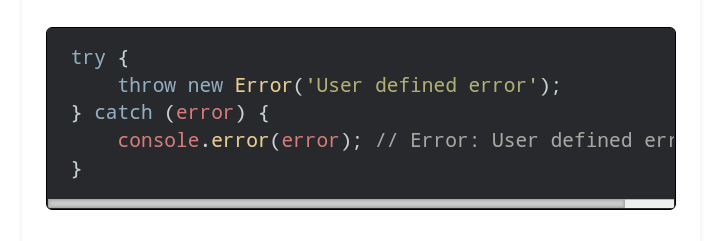 try {
    throw new Error('User defined error');
} catch (error) {
    console.error(error); // Error: User defined err
}